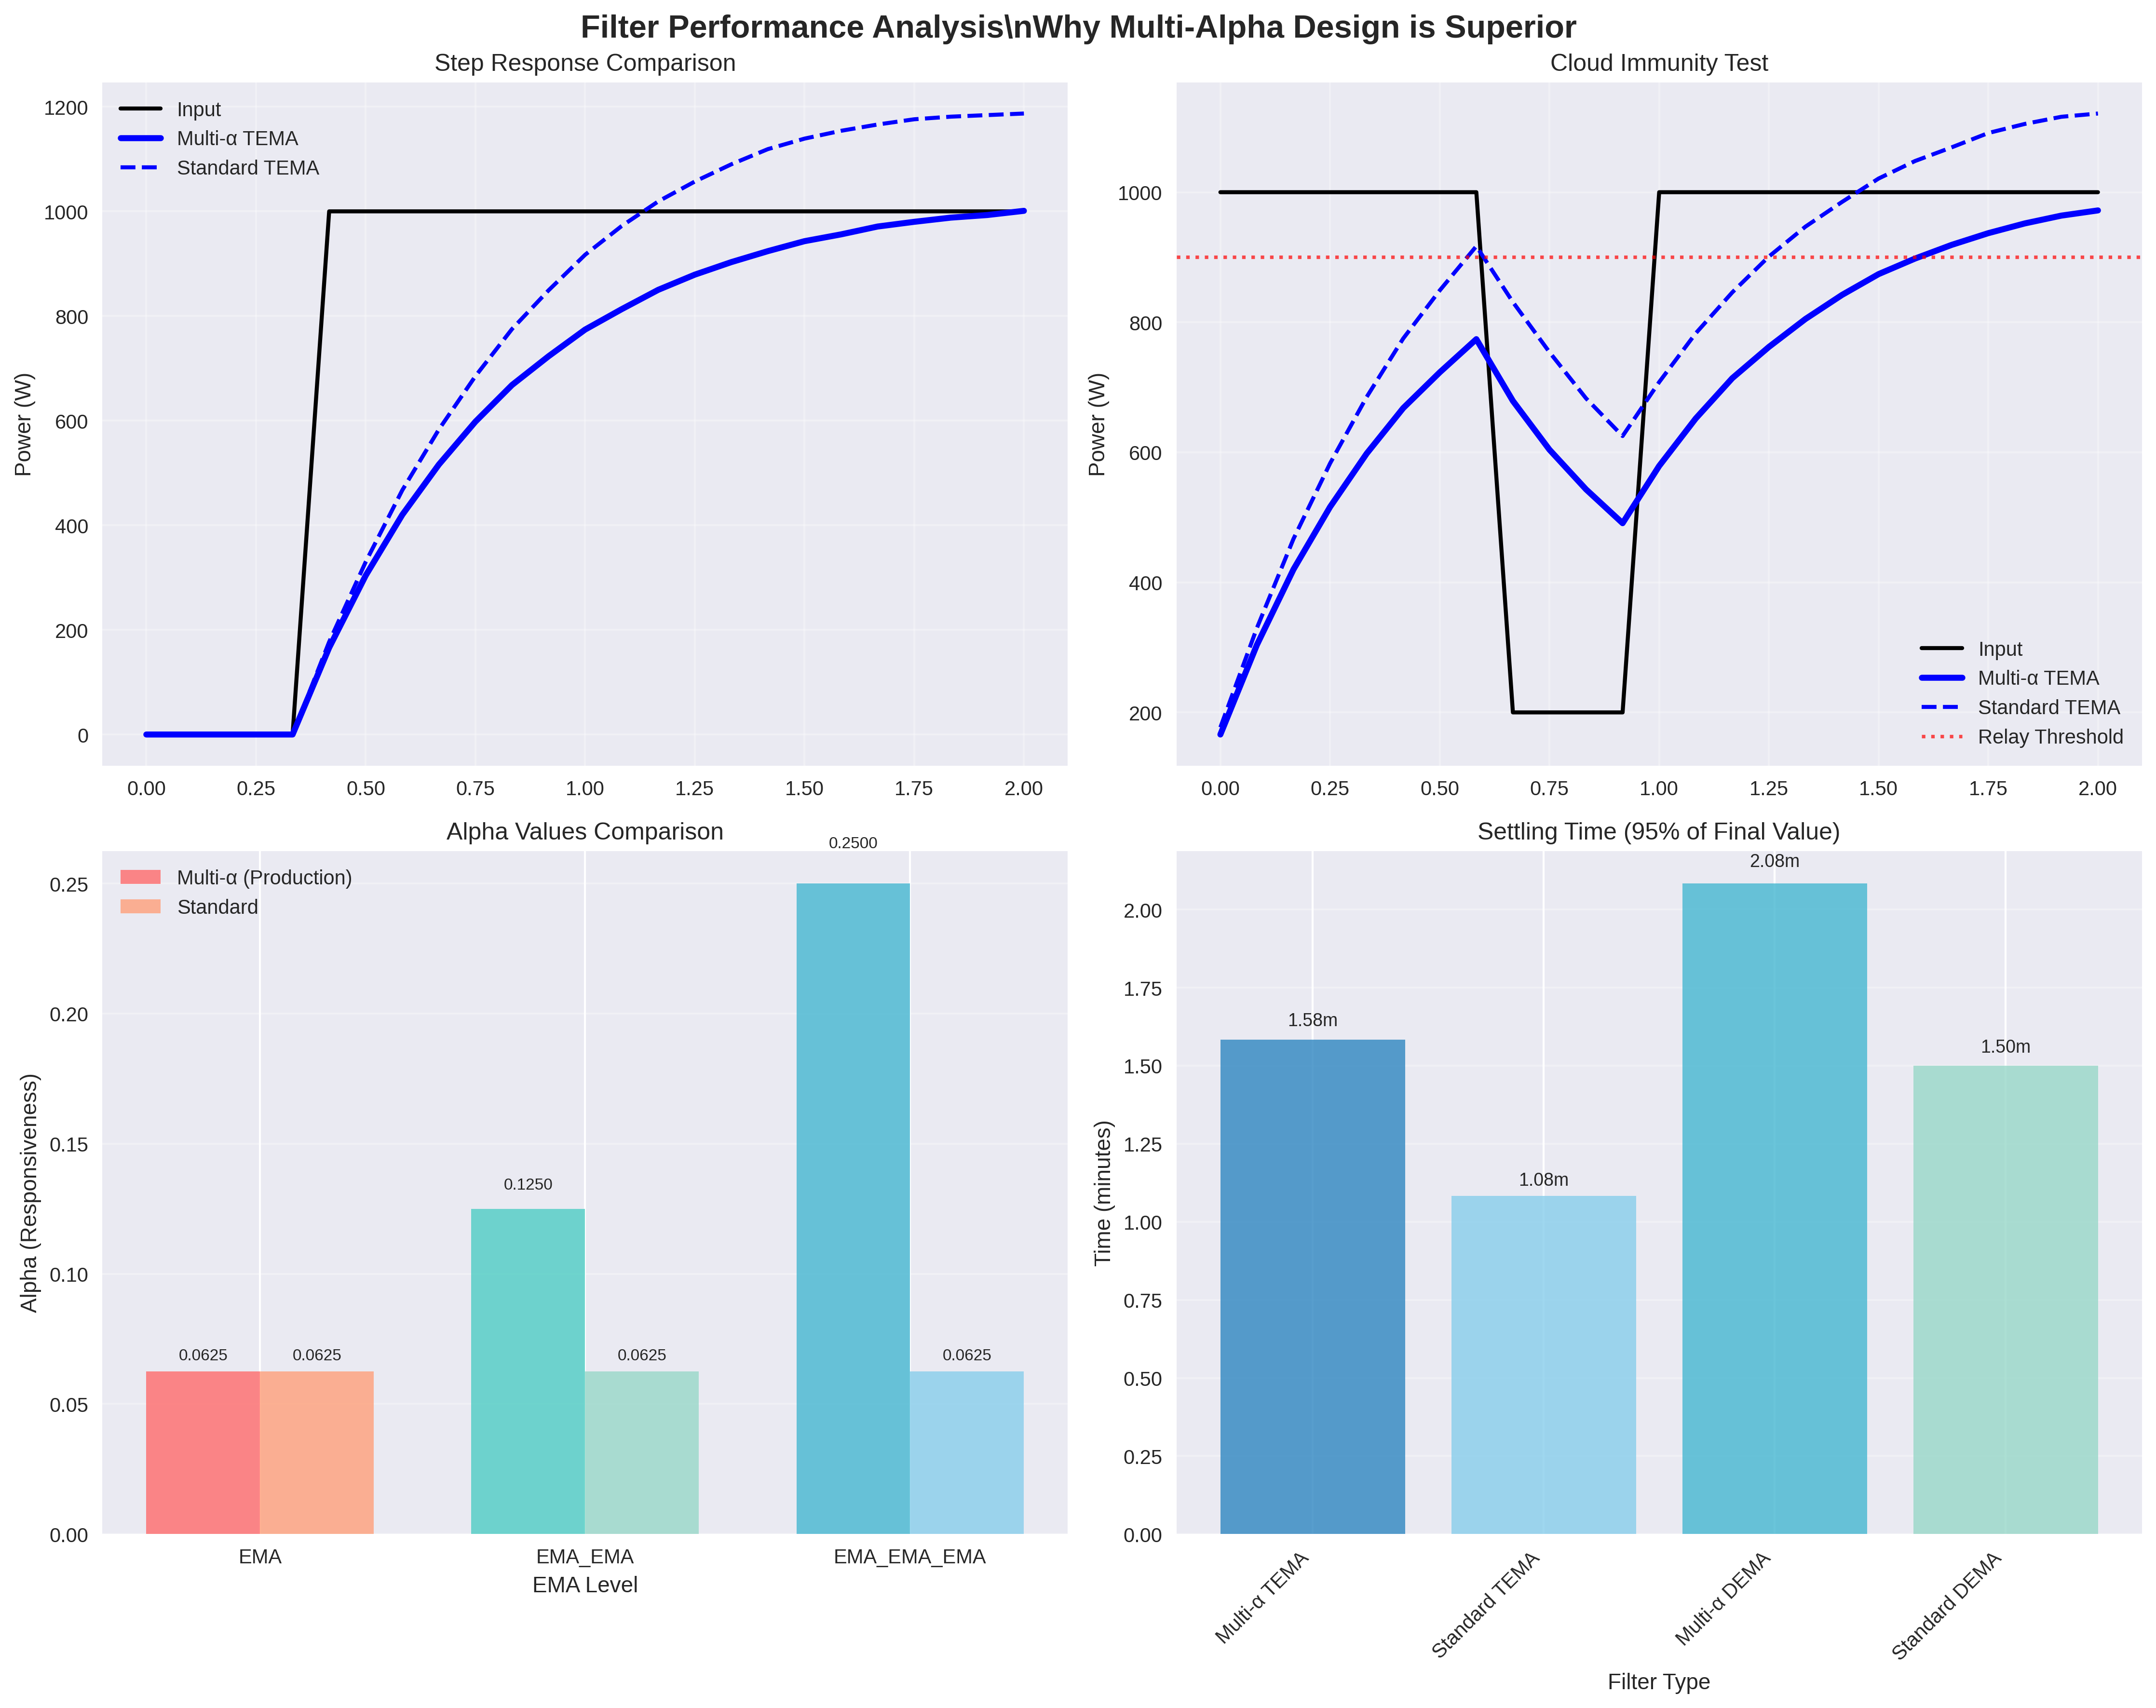 Filter Performance Analysis\nWhy Multi-Alpha Design is Superior
Step Response Comparison
Power (W)
1200
1000
800
600
400
200
0
Input
Multi-α TEMA
Standard TEMA
0.00 0.25 0.50 0.75 1.00 1.25 1.50 1.75 2.00
Cloud Immunity Test
Power (W)
1000
800
600
400
200
Input
Multi-α TEMA
Standard TEMA
Relay Threshold
0.00 0.25 0.50 0.75 1.00 1.25 1.50 1.75 2.00
Alpha Values Comparison
Alpha (Responsiveness)
0.25
0.20
0.15
0.10
0.05
0.00
Multi-α (Production)
Standard
0.0625 0.0625 0.1250 0.0625 0.2500 0.0625
EMA EMA_EMA EMA_EMA_EMA
EMA Level
Settling Time (95% of Final Value)
Time (minutes)
2.00
1.75
1.50
1.25
1.00
0.75
0.50
0.25
0.00
1.58m 1.08m 2.08m 1.50m
Multi-α TEMA
Standard TEMA
Multi-α DEMA
Standard DEMA
Filter Type